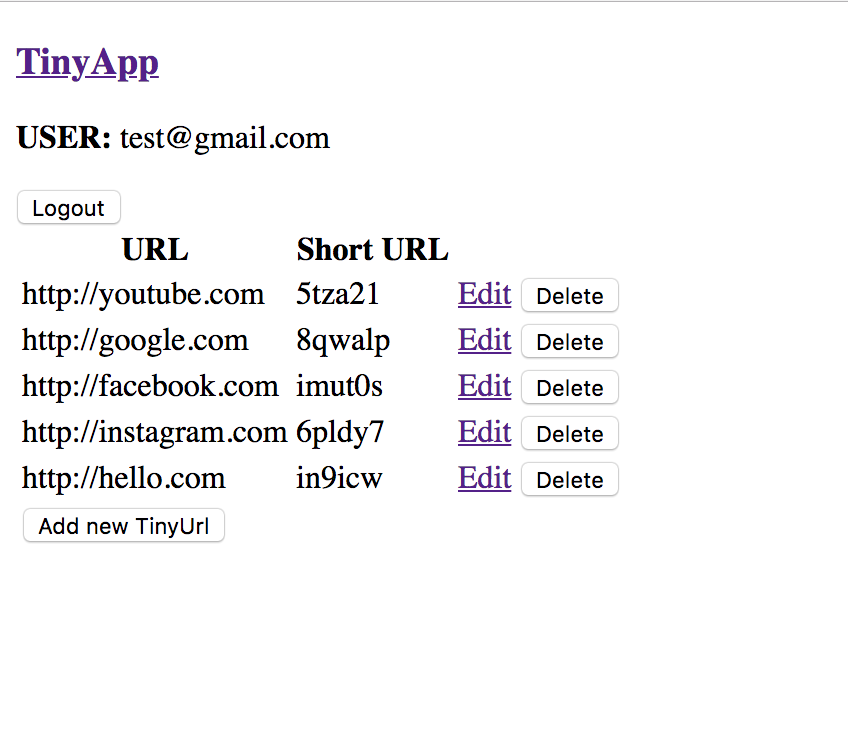 TinyApp
USER: test@gmail.com
Logout
URL Short URL
http://youtube.com 5tza21 Edit Delete
http://google.com 8qwalp Edit Delete
http://facebook.com imut0s Edit Delete
http://instagram.com 6pldy7 Edit Delete
http://hello.com in9icw Edit Delete
Add new TinyUrl